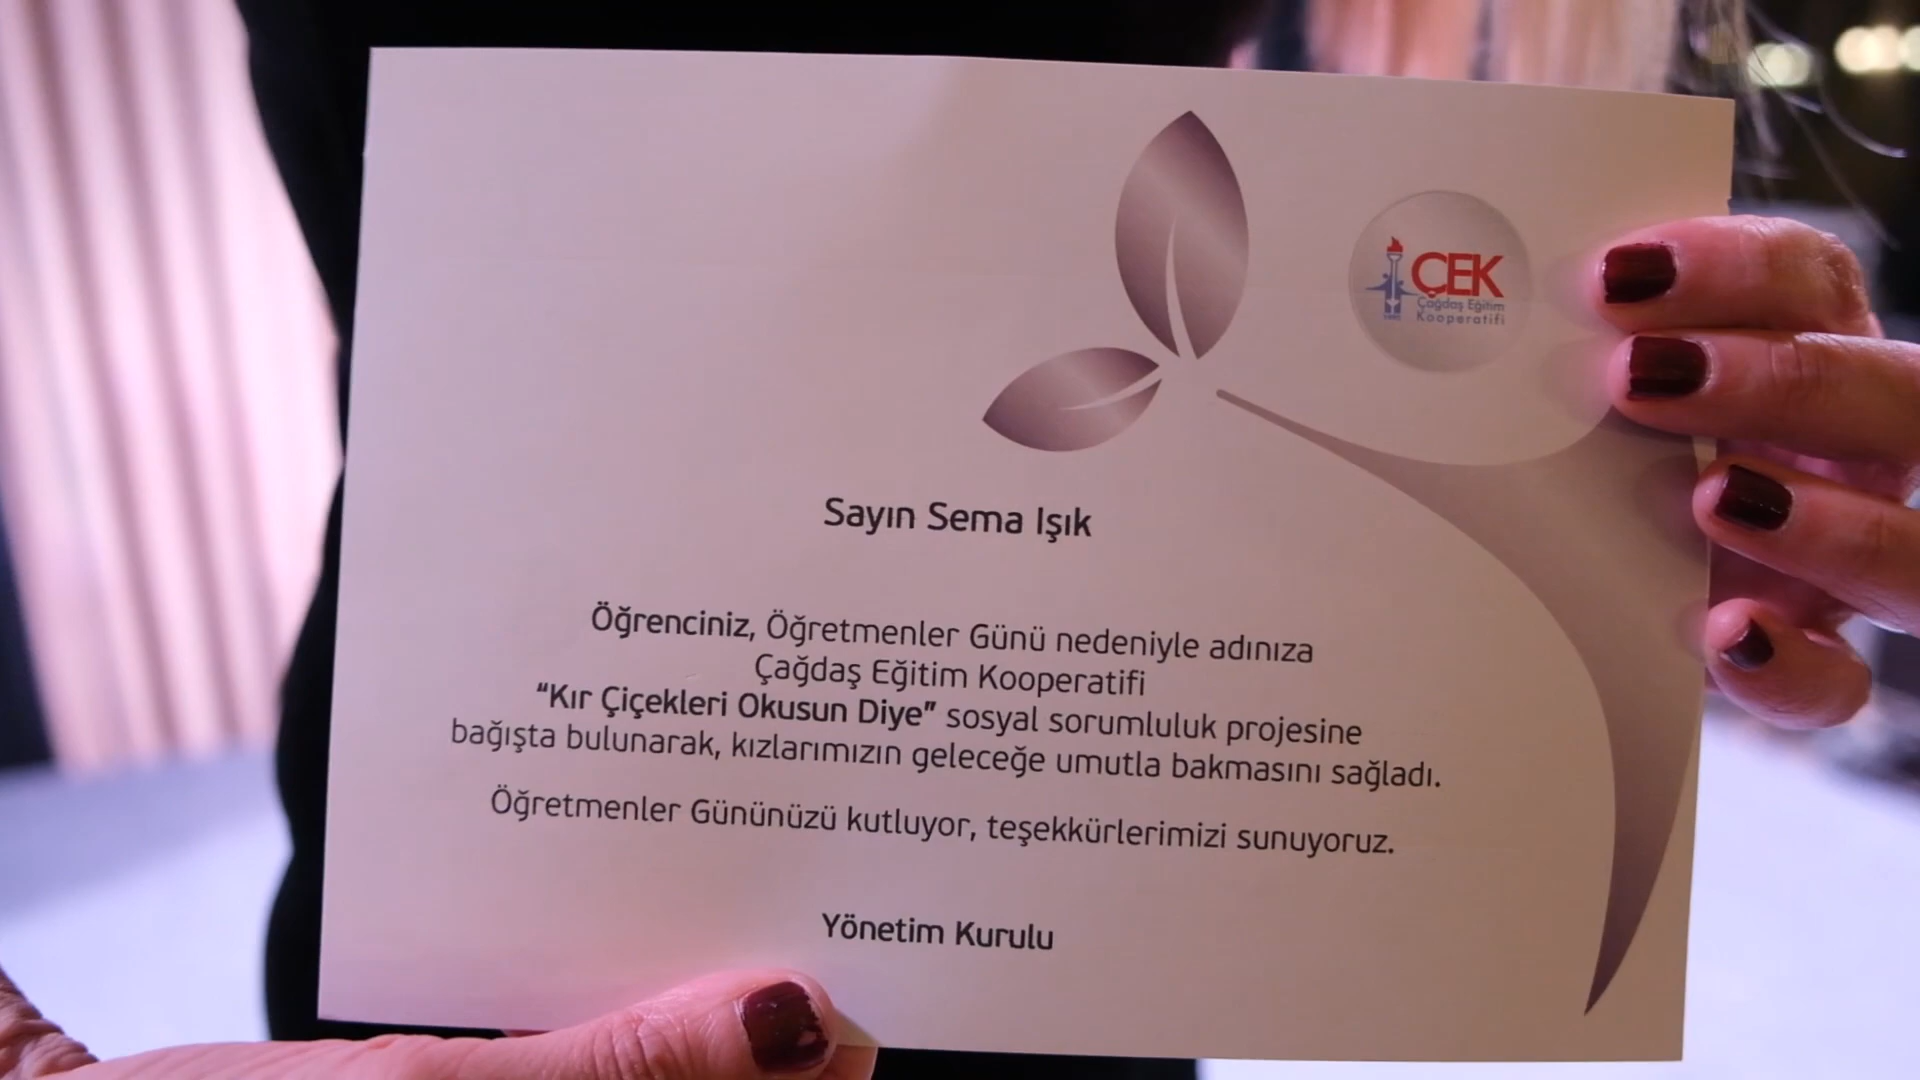 ÇEK
Çağdaş Eğitim
Kooperatifi
Sayın Sema Işık
Öğrenciniz, Öğretmenler Günü nedeniyle adınıza
Çağdaş Eğitim Kooperatifi
“Kır Çiçekleri Okusun Diye” sosyal sorumluluk projesine
bağışta bulunarak, kızlarımızın geleceğe umutla bakmasını sağladı.
Öğretmenler Gününüzü kutluyor, teşekkürlerimizi sunuyoruz.
Yönetim Kurulu